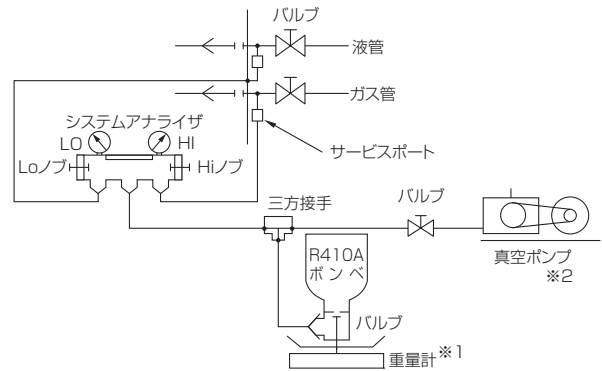 バルブ
液管
ガス管
システムアナライザ
LO
HI
Loノブ
Hiノブ
サービスポート
三方接手
バルブ
R410A
ボンベ
真空ポンプ
※2
バルブ
重量計※1